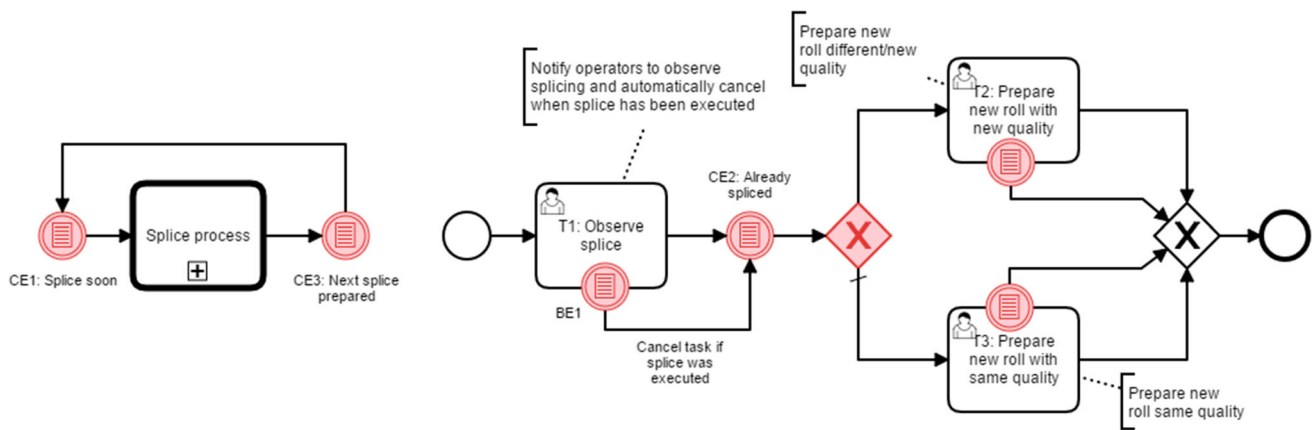 CE1: Splice soon
Splice process
CE3: Next splice
prepared
Notify operators to observe
splicing and automatically cancel
when splice has been executed
T1: Observe
splice
BE1
Cancel task if
splice was
executed
CE2: Already
spliced
X
Prepare new
roll different/new
quality
T2: Prepare
new roll with
new quality
T3: Prepare
new roll with
same quality
Prepare new
roll same quality
X